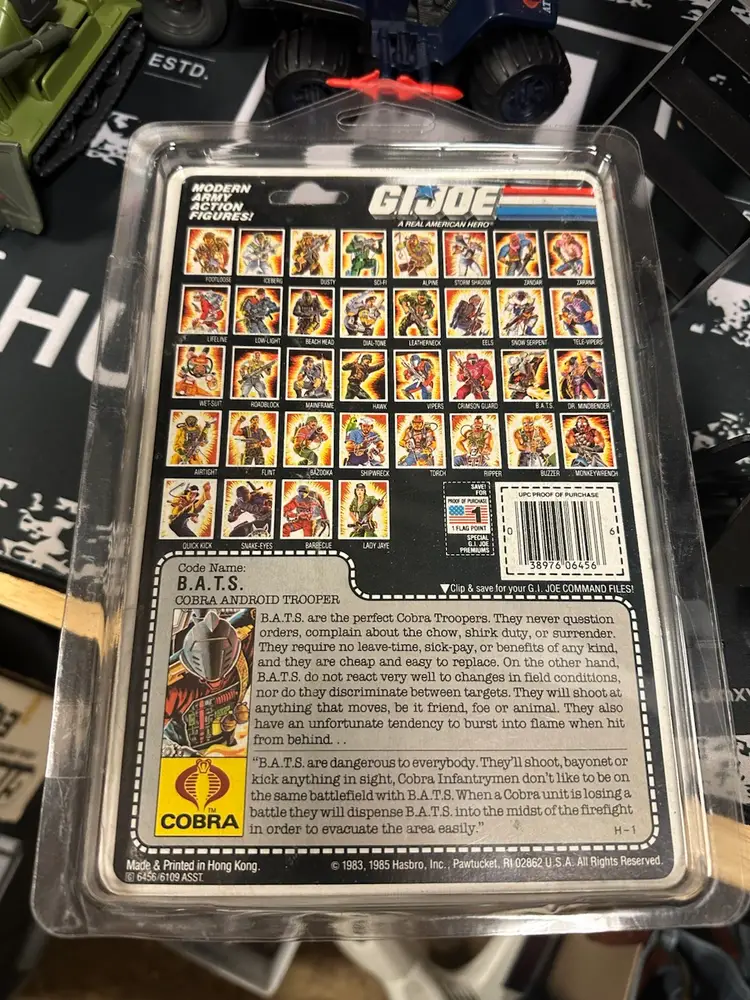 ESTD.
MODERN
ARMY
ACTION
FIGURES!
GI JOE
A REAL AMERICAN HERO
FOOTLOOSE ICEBERG DUSTY SCI-FI ALPINE STORM SHADOW ZANDAR ZARANA
LIFELINE LOW-LIGHT BEACH HEAD DIAL-TONE LEATHERNECK EELS SNOW SERPENT TELE-VIPERS
WET-SUIT ROADBLOCK MAINFRAME HAWK VIPERS CRIMSON GUARD B.A.T.S. DR. MINDBENDER
AIRTIGHT FLINT BAZOOKA SHIPWRECK TORCH RIPPER BUZZER MONKEYWRENCH
QUICK KICK SNAKE-EYES BARBECUE LADY JAYE
SAVE!
FOR
PROOF OF PURCHASE
1
1 FLAG POINT
SPECIAL
G.I. JOE
PREMIUMS
UPC PROOF OF PURCHASE
0 6
38976 06456
▼Clip & save for your G.I. JOE COMMAND FILES!
Code Name:
B.A.T.S.
COBRA ANDROID TROOPER
B.A.T.S. are the perfect Cobra Troopers. They never question
orders, complain about the chow, shirk duty, or surrender.
They require no leave-time, sick-pay, or benefits of any kind,
and they are cheap and easy to replace. On the other hand,
B.A.T.S. do not react very well to changes in field conditions,
nor do they discriminate between targets. They will shoot at
anything that moves, be it friend, foe or animal. They also
have an unfortunate tendency to burst into flame when hit
from behind. . .
"B.A.T.S. are dangerous to everybody. They'll shoot, bayonet or
kick anything in sight, Cobra Infantrymen don't like to be on
the same battlefield with B.A.T.S. When a Cobra unit is losing a
battle they will dispense B.A.T.S. into the midst of the firefight
in order to evacuate the area easily."
H-1
TM
COBRA
Made & Printed in Hong Kong.
© 1983, 1985 Hasbro, Inc., Pawtucket, RI 02862 U.S.A. All Rights Reserved.
6456/6109 ASST.